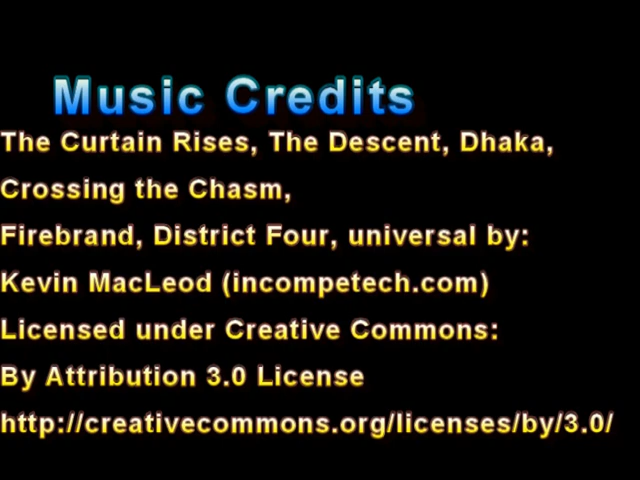 Music Credits
The Curtain Rises, The Descent, Dhaka,
Crossing the Chasm,
Firebrand, District Four, universal by:
Kevin MacLeod (incompetech.com)
Licensed under Creative Commons:
By Attribution 3.0 License
http://creativecommons.org/licenses/by/3.0/